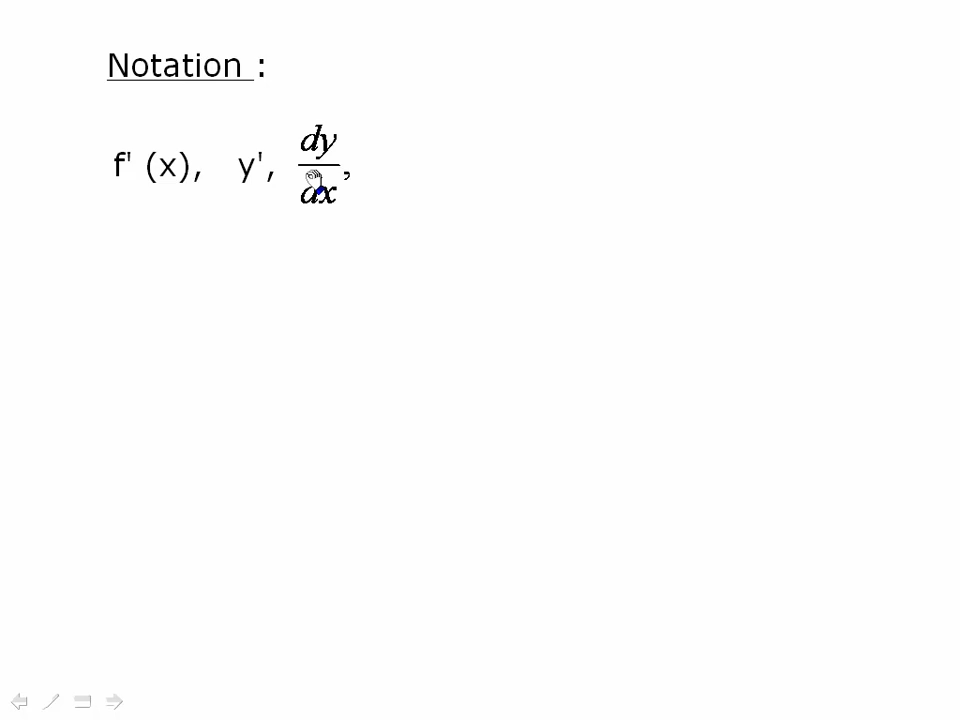 Notation :
f' (x), y', dy/dx,